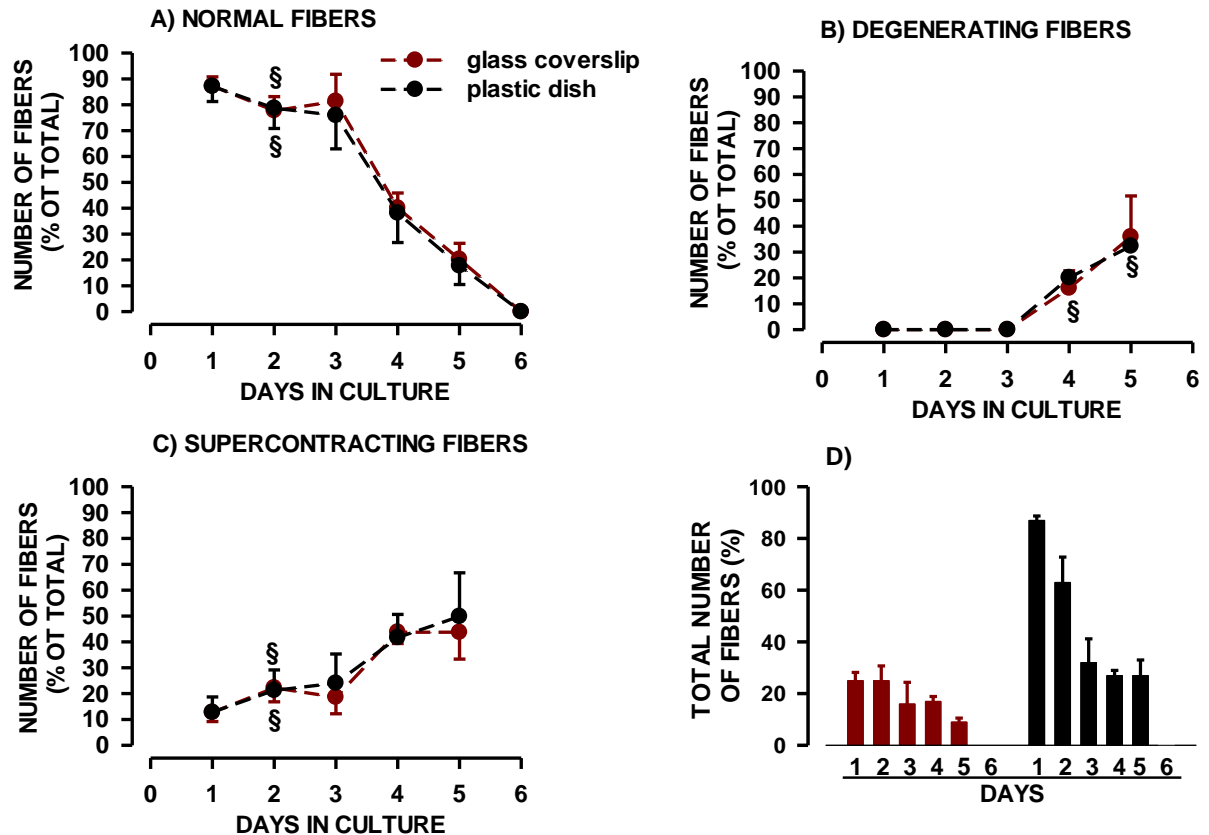 A) NORMAL FIBERS
NUMBER OF FIBERS
(% OT TOTAL)
100
90
80
70
60
50
40
30
20
10
0
§
§
glass coverslip
plastic dish
0 1 2 3 4 5 6
DAYS IN CULTURE
B) DEGENERATING FIBERS
NUMBER OF FIBERS
(% OT TOTAL)
100
90
80
70
60
50
40
30
20
10
0
§
§
0 1 2 3 4 5 6
DAYS IN CULTURE
C) SUPERCONTRACTING FIBERS
NUMBER OF FIBERS
(% OT TOTAL)
100
90
80
70
60
50
40
30
20
10
0
§
§
0 1 2 3 4 5 6
DAYS IN CULTURE
D)
TOTAL NUMBER
OF FIBERS (%)
100
80
60
40
20
0
1 2 3 4 5 6 1 2 3 4 5 6
DAYS